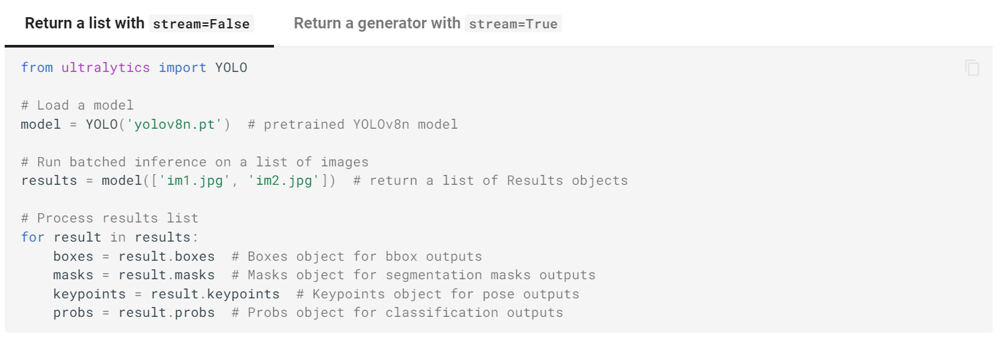 Return a list with stream=False
Return a generator with stream=True
from ultralytics import YOLO
# Load a model
model = YOLO('yolov8n.pt')  # pretrained YOLOv8n model
# Run batched inference on a list of images
results = model(['im1.jpg', 'im2.jpg'])  # return a list of Results objects
# Process results list
for result in results:
    boxes = result.boxes  # Boxes object for bbox outputs
    masks = result.masks  # Masks object for segmentation masks outputs
    keypoints = result.keypoints  # Keypoints object for pose outputs
    probs = result.probs  # Probs object for classification outputs